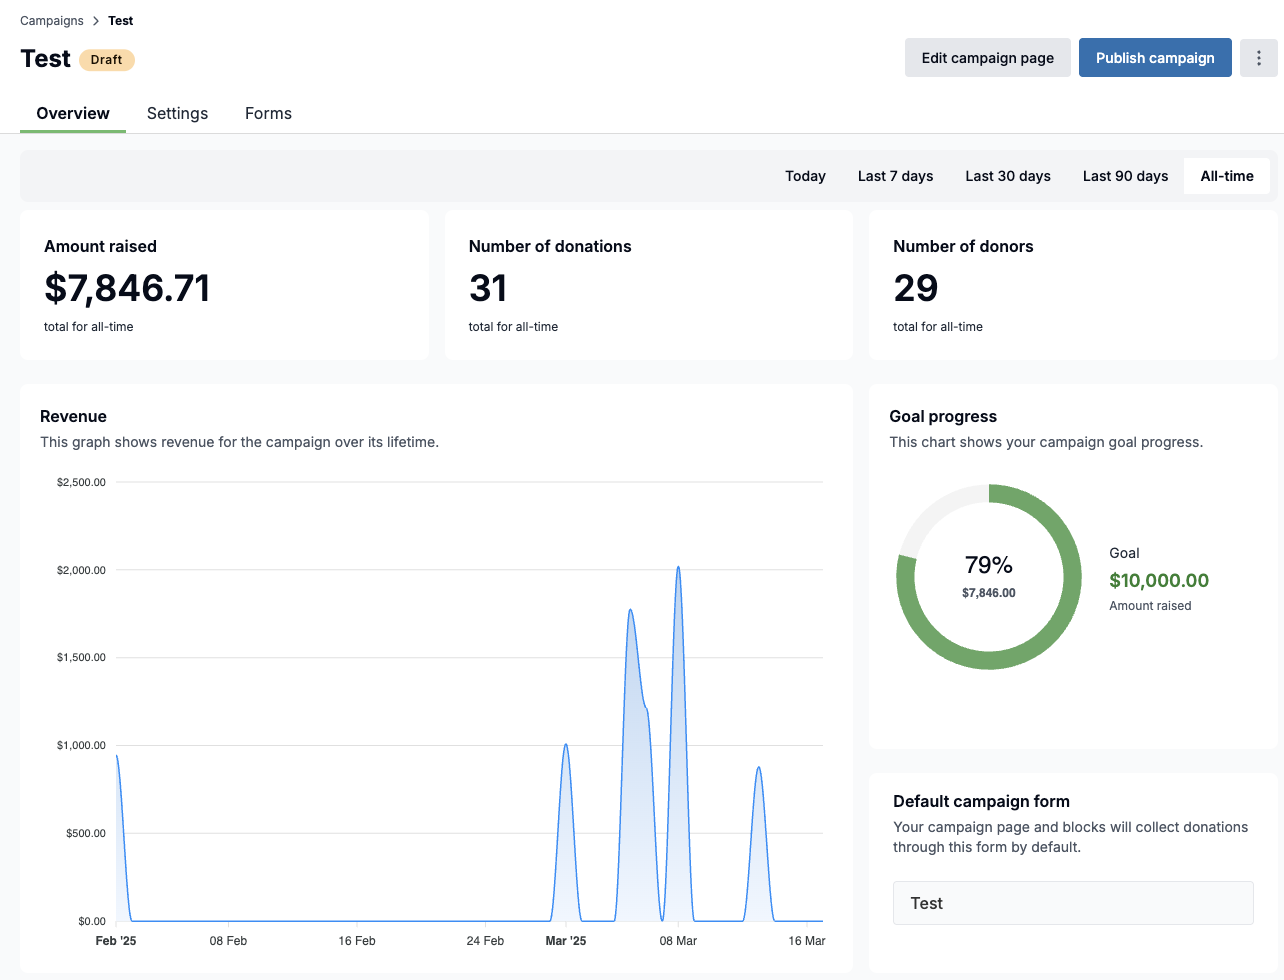 Campaigns > Test
Test Draft
Edit campaign page Publish campaign
Overview Settings Forms
Today Last 7 days Last 30 days Last 90 days All-time
Amount raised
$7,846.71
total for all-time
Number of donations
31
total for all-time
Number of donors
29
total for all-time
Revenue
This graph shows revenue for the campaign over its lifetime.
$2,500.00
$2,000.00
$1,500.00
$1,000.00
$500.00
$0.00
Feb '25 08 Feb 16 Feb 24 Feb Mar '25 08 Mar 16 Mar
Goal progress
This chart shows your campaign goal progress.
79%
$7,846.00
Goal
$10,000.00
Amount raised
Default campaign form
Your campaign page and blocks will collect donations
through this form by default.
Test